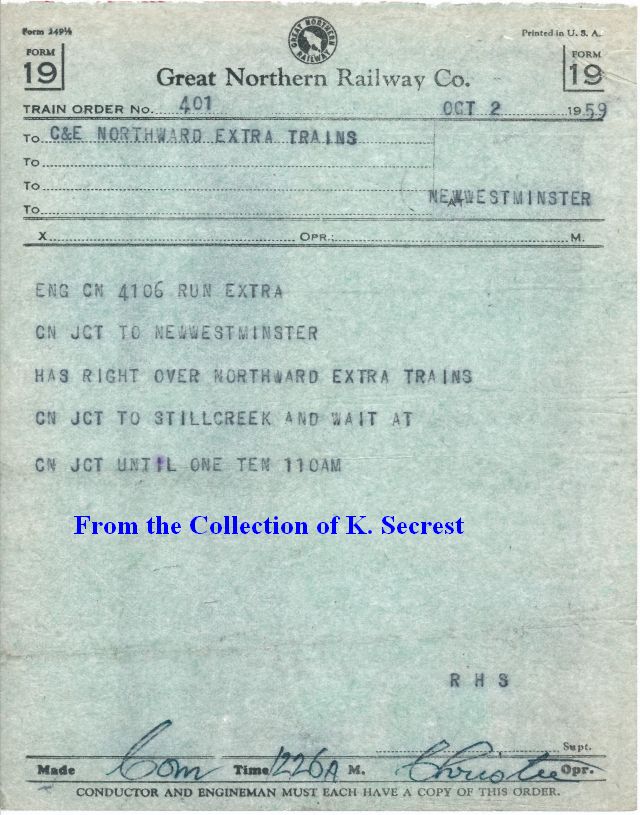 Form 249½
Printed in U. S. A.
FORM
19
GREAT NORTHERN RAILWAY
FORM
19
Great Northern Railway Co.
TRAIN ORDER No. 401 OCT 2 1959
To C&E NORTHWARD EXTRA TRAINS
To
To NEWWESTMINSTER
To
X OPR.: M.
ENG CN 4106 RUN EXTRA
CN JCT TO NEWWESTMINSTER
HAS RIGHT OVER NORTHWARD EXTRA TRAINS
CN JCT TO STILLCREEK AND WAIT AT
CN JCT UNTIL ONE TEN 110AM
From the Collection of K. Secrest
R H S
Supt.
Made Com Time 1226A M. Christie Opr.
CONDUCTOR AND ENGINEMAN MUST EACH HAVE A COPY OF THIS ORDER.